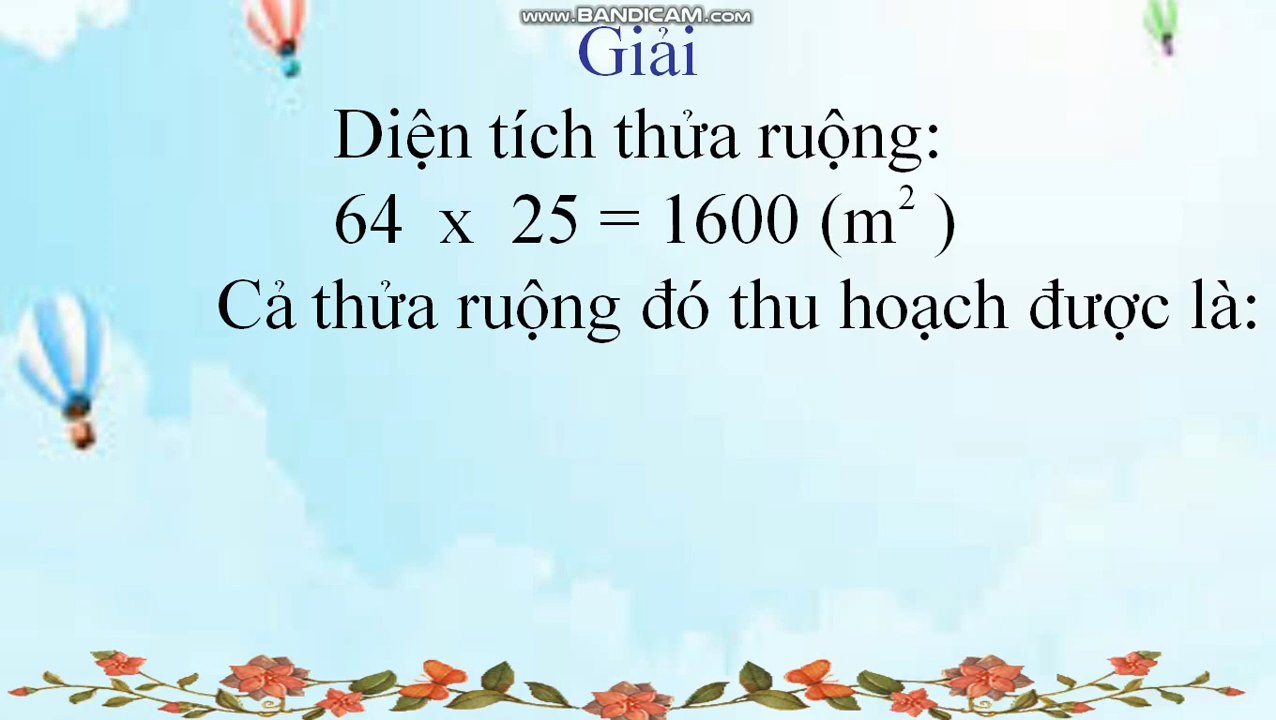 www.BANDICAM.com
Giải
Diện tích thửa ruộng:
64 x 25 = 1600 (m² )
Cả thửa ruộng đó thu hoạch được là: